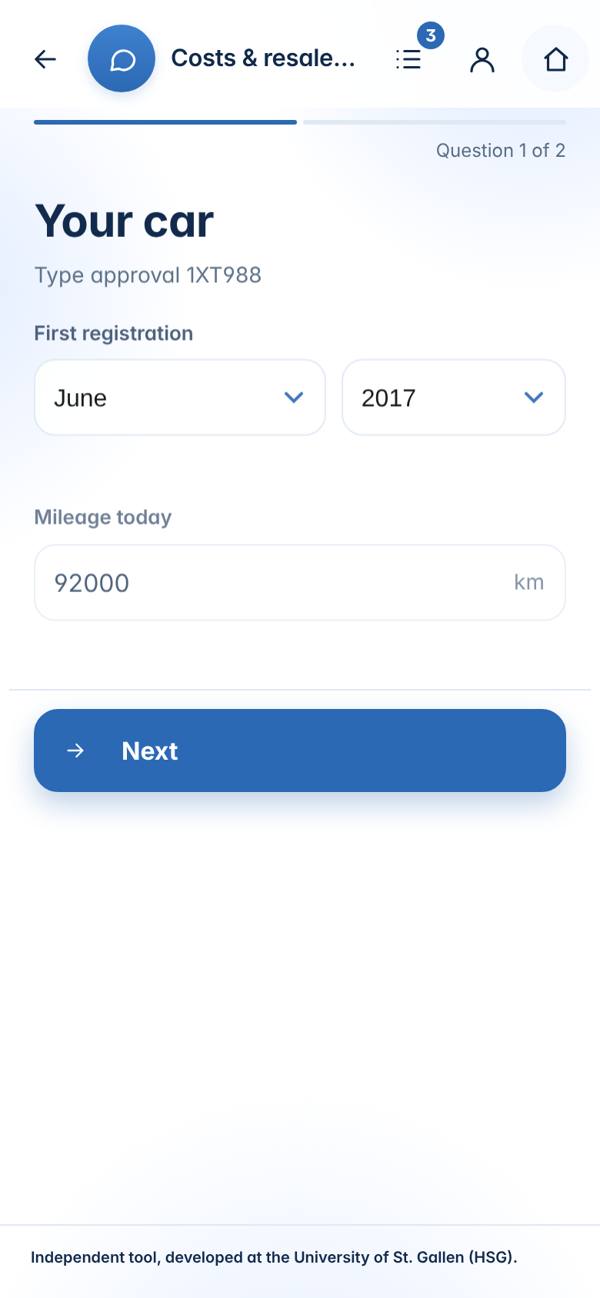 Costs & resale...
3
Question 1 of 2
Your car
Type approval 1XT988
First registration
June
2017
Mileage today
92000
km
Next
Independent tool, developed at the University of St. Gallen (HSG).